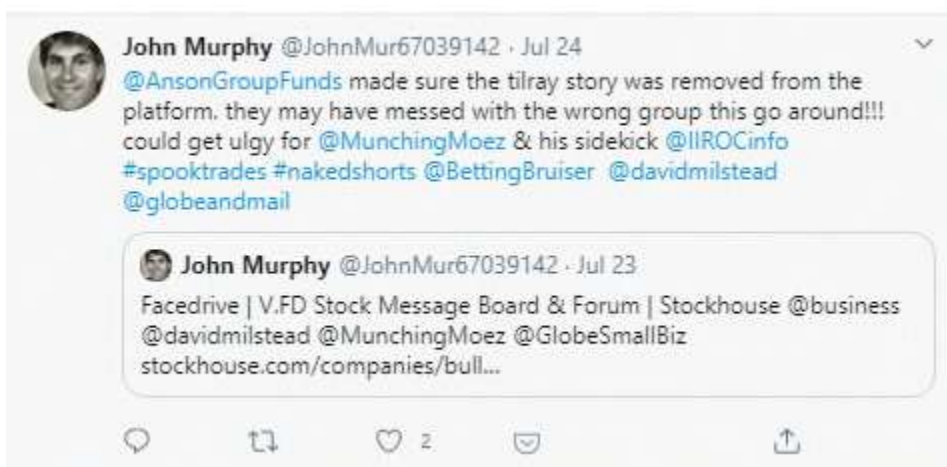 John Murphy @JohnMur67039142 · Jul 24
@AnsonGroupFunds made sure the tilray story was removed from the
platform. they may have messed with the wrong group this go around!!!
could get ulgy for @MunchingMoez & his sidekick @IIROCinfo
#spooktrades #nakedshorts @BettingBruiser @davidmilstead
@globeandmail
John Murphy @JohnMur67039142 · Jul 23
Facedrive | V.FD Stock Message Board & Forum | Stockhouse @business
@davidmilstead @MunchingMoez @GlobeSmallBiz
stockhouse.com/companies/bull...
2